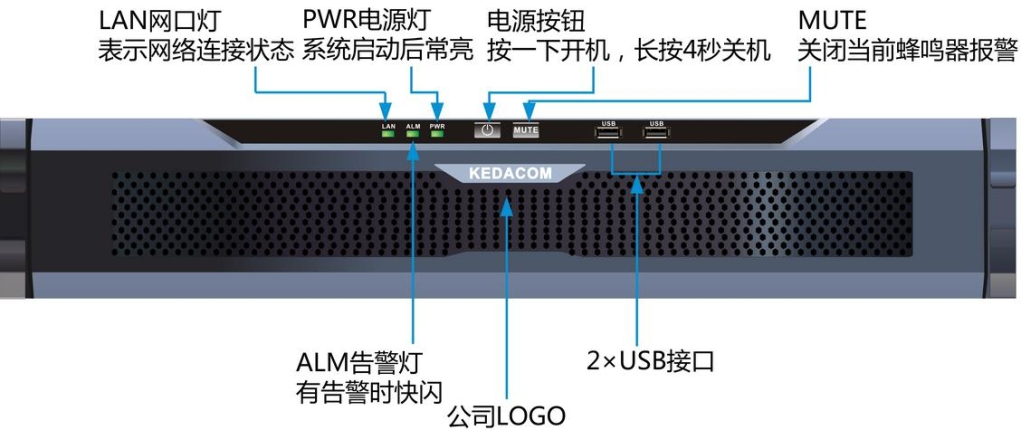 LAN网口灯
表示网络连接状态
PWR电源灯
系统启动后常亮
电源按钮
按一下开机，长按4秒关机
MUTE
关闭当前蜂鸣器报警
LAN ALM PWR
MUTE
USB USB
KEDACOM
ALM告警灯
有告警时快闪
公司LOGO
2×USB接口